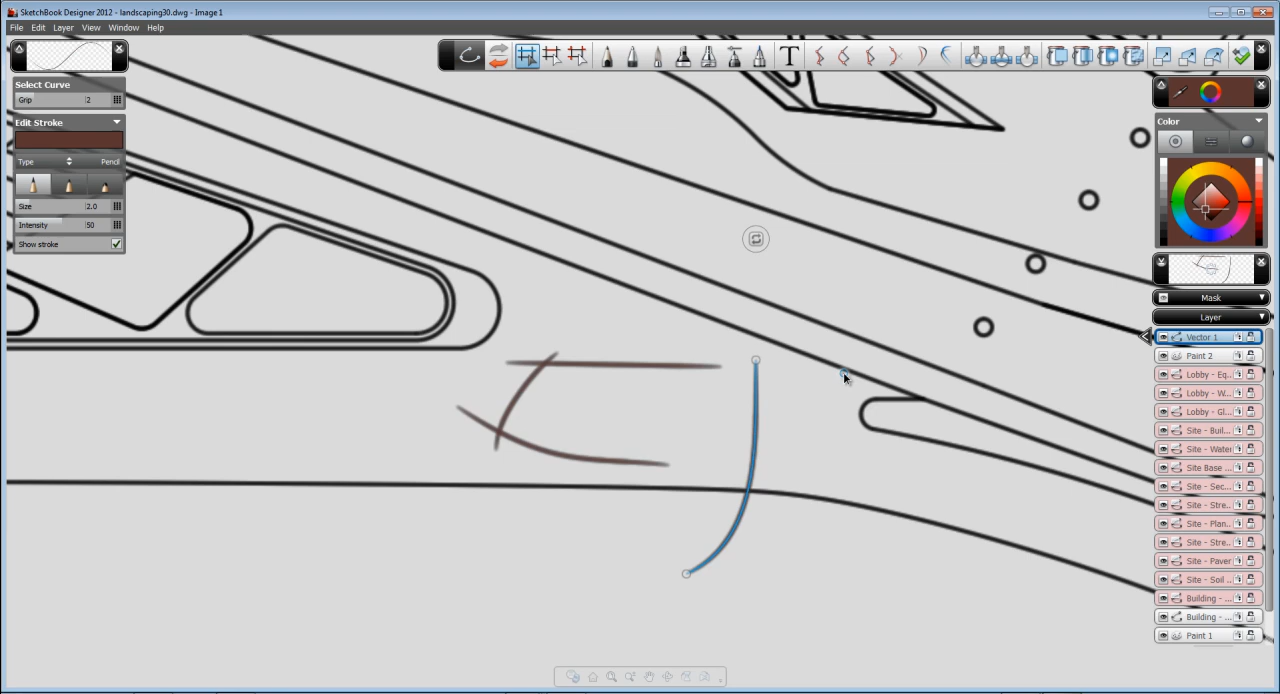 SketchBook Designer 2012 - landscaping30.dwg - Image 1
File Edit Layer View Window Help
T
Select Curve
Grip 2
Edit Stroke
Type Pencil
Size 2.0
Intensity 50
Show stroke
Color
Mask
Layer
Vector 1
Paint 2
Lobby - Eq...
Lobby - W...
Lobby - Gl...
Site - Buil...
Site - Water
Site Base ...
Site - Sec...
Site - Stre...
Site - Plan...
Site - Stre...
Site - Paver
Site - Soil ...
Building - ...
Building - ...
Paint 1